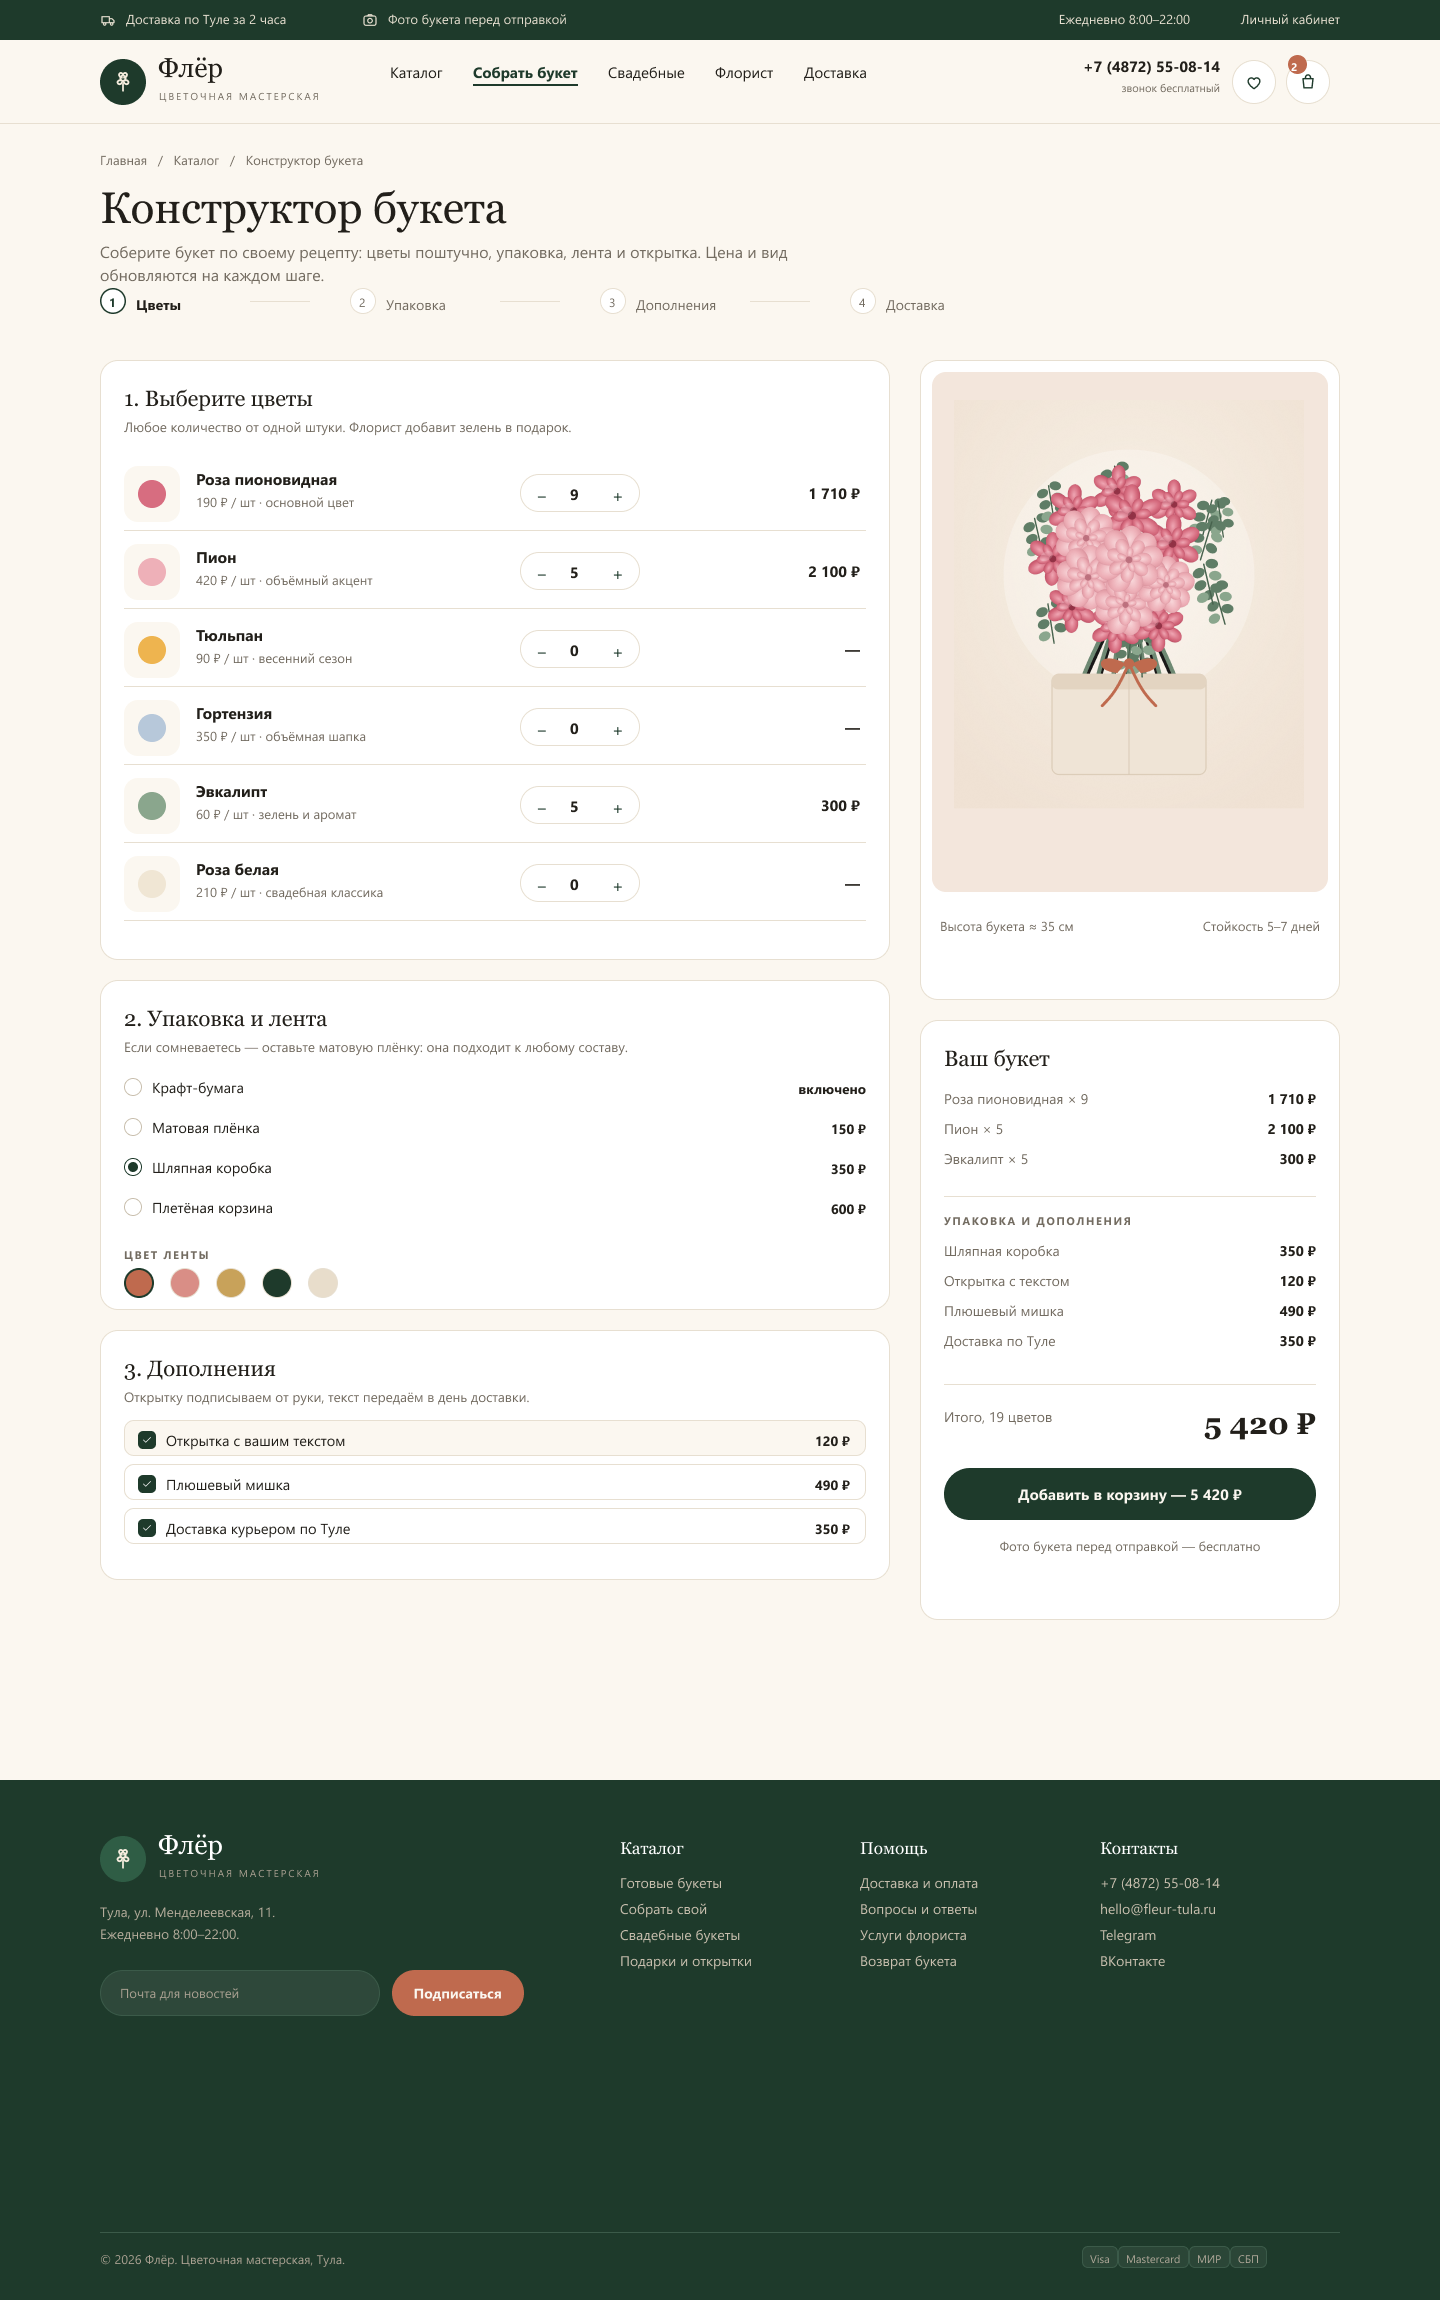 Доставка по Туле за 2 часа
Фото букета перед отправкой
Ежедневно 8:00–22:00
Личный кабинет
Флёр
ЦВЕТОЧНАЯ МАСТЕРСКАЯ
Каталог
Собрать букет
Свадебные
Флорист
Доставка
+7 (4872) 55-08-14
звонок бесплатный
2
Главная / Каталог / Конструктор букета
Конструктор букета
Соберите букет по своему рецепту: цветы поштучно, упаковка, лента и открытка. Цена и вид
обновляются на каждом шаге.
1 Цветы
2 Упаковка
3 Дополнения
4 Доставка
1. Выберите цветы
Любое количество от одной штуки. Флорист добавит зелень в подарок.
Роза пионовидная
190 ₽ / шт · основной цвет
– 9 +
1 710 ₽
Пион
420 ₽ / шт · объёмный акцент
– 5 +
2 100 ₽
Тюльпан
90 ₽ / шт · весенний сезон
– 0 +
—
Гортензия
350 ₽ / шт · объёмная шапка
– 0 +
—
Эвкалипт
60 ₽ / шт · зелень и аромат
– 5 +
300 ₽
Роза белая
210 ₽ / шт · свадебная классика
– 0 +
—
Высота букета ≈ 35 см
Стойкость 5–7 дней
2. Упаковка и лента
Если сомневаетесь — оставьте матовую плёнку: она подходит к любому составу.
Крафт-бумага
включено
Матовая плёнка
150 ₽
Шляпная коробка
350 ₽
Плетёная корзина
600 ₽
ЦВЕТ ЛЕНТЫ
3. Дополнения
Открытку подписываем от руки, текст передаём в день доставки.
Открытка с вашим текстом
120 ₽
Плюшевый мишка
490 ₽
Доставка курьером по Туле
350 ₽
Ваш букет
Роза пионовидная × 9
1 710 ₽
Пион × 5
2 100 ₽
Эвкалипт × 5
300 ₽
УПАКОВКА И ДОПОЛНЕНИЯ
Шляпная коробка
350 ₽
Открытка с текстом
120 ₽
Плюшевый мишка
490 ₽
Доставка по Туле
350 ₽
Итого, 19 цветов
5 420 ₽
Добавить в корзину — 5 420 ₽
Фото букета перед отправкой — бесплатно
Флёр
ЦВЕТОЧНАЯ МАСТЕРСКАЯ
Тула, ул. Менделеевская, 11.
Ежедневно 8:00–22:00.
Почта для новостей
Подписаться
Каталог
Готовые букеты
Собрать свой
Свадебные букеты
Подарки и открытки
Помощь
Доставка и оплата
Вопросы и ответы
Услуги флориста
Возврат букета
Контакты
+7 (4872) 55-08-14
hello@fleur-tula.ru
Telegram
ВКонтакте
© 2026 Флёр. Цветочная мастерская, Тула.
Visa
Mastercard
МИР
СБП